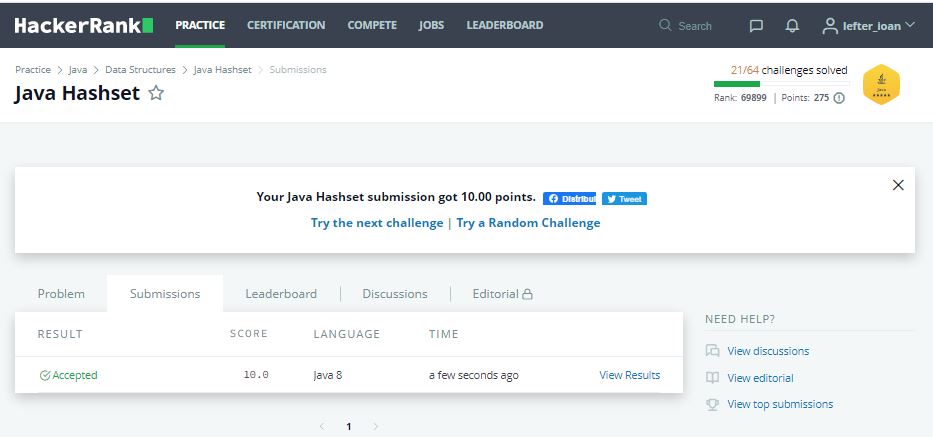 HackerRank PRACTICE CERTIFICATION COMPETE JOBS LEADERBOARD Search lefter_ioan
Practice > Java > Data Structures > Java Hashset > Submissions
Java Hashset
21/64 challenges solved
Rank: 69899 | Points: 275
Java
Your Java Hashset submission got 10.00 points. Distribui Tweet
Try the next challenge | Try a Random Challenge
Problem Submissions Leaderboard Discussions Editorial
RESULT SCORE LANGUAGE TIME
Accepted 10.0 Java 8 a few seconds ago View Results
1
NEED HELP?
View discussions
View editorial
View top submissions